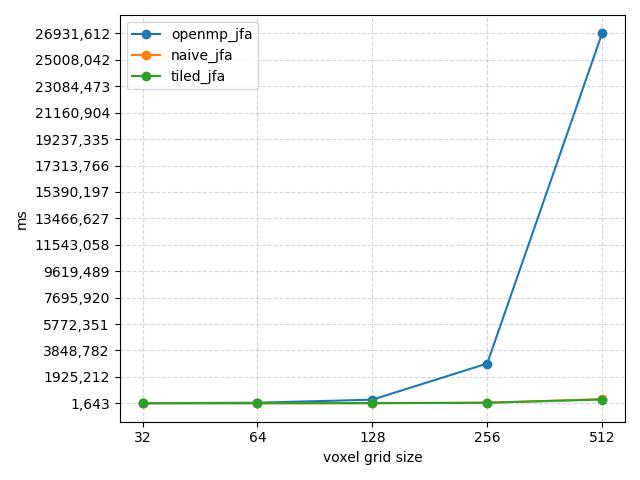 openmp_jfa
naive_jfa
tiled_jfa
26931,612
25008,042
23084,473
21160,904
19237,335
17313,766
15390,197
13466,627
11543,058
9619,489
7695,920
5772,351
3848,782
1925,212
1,643
ms
32 64 128 256 512
voxel grid size